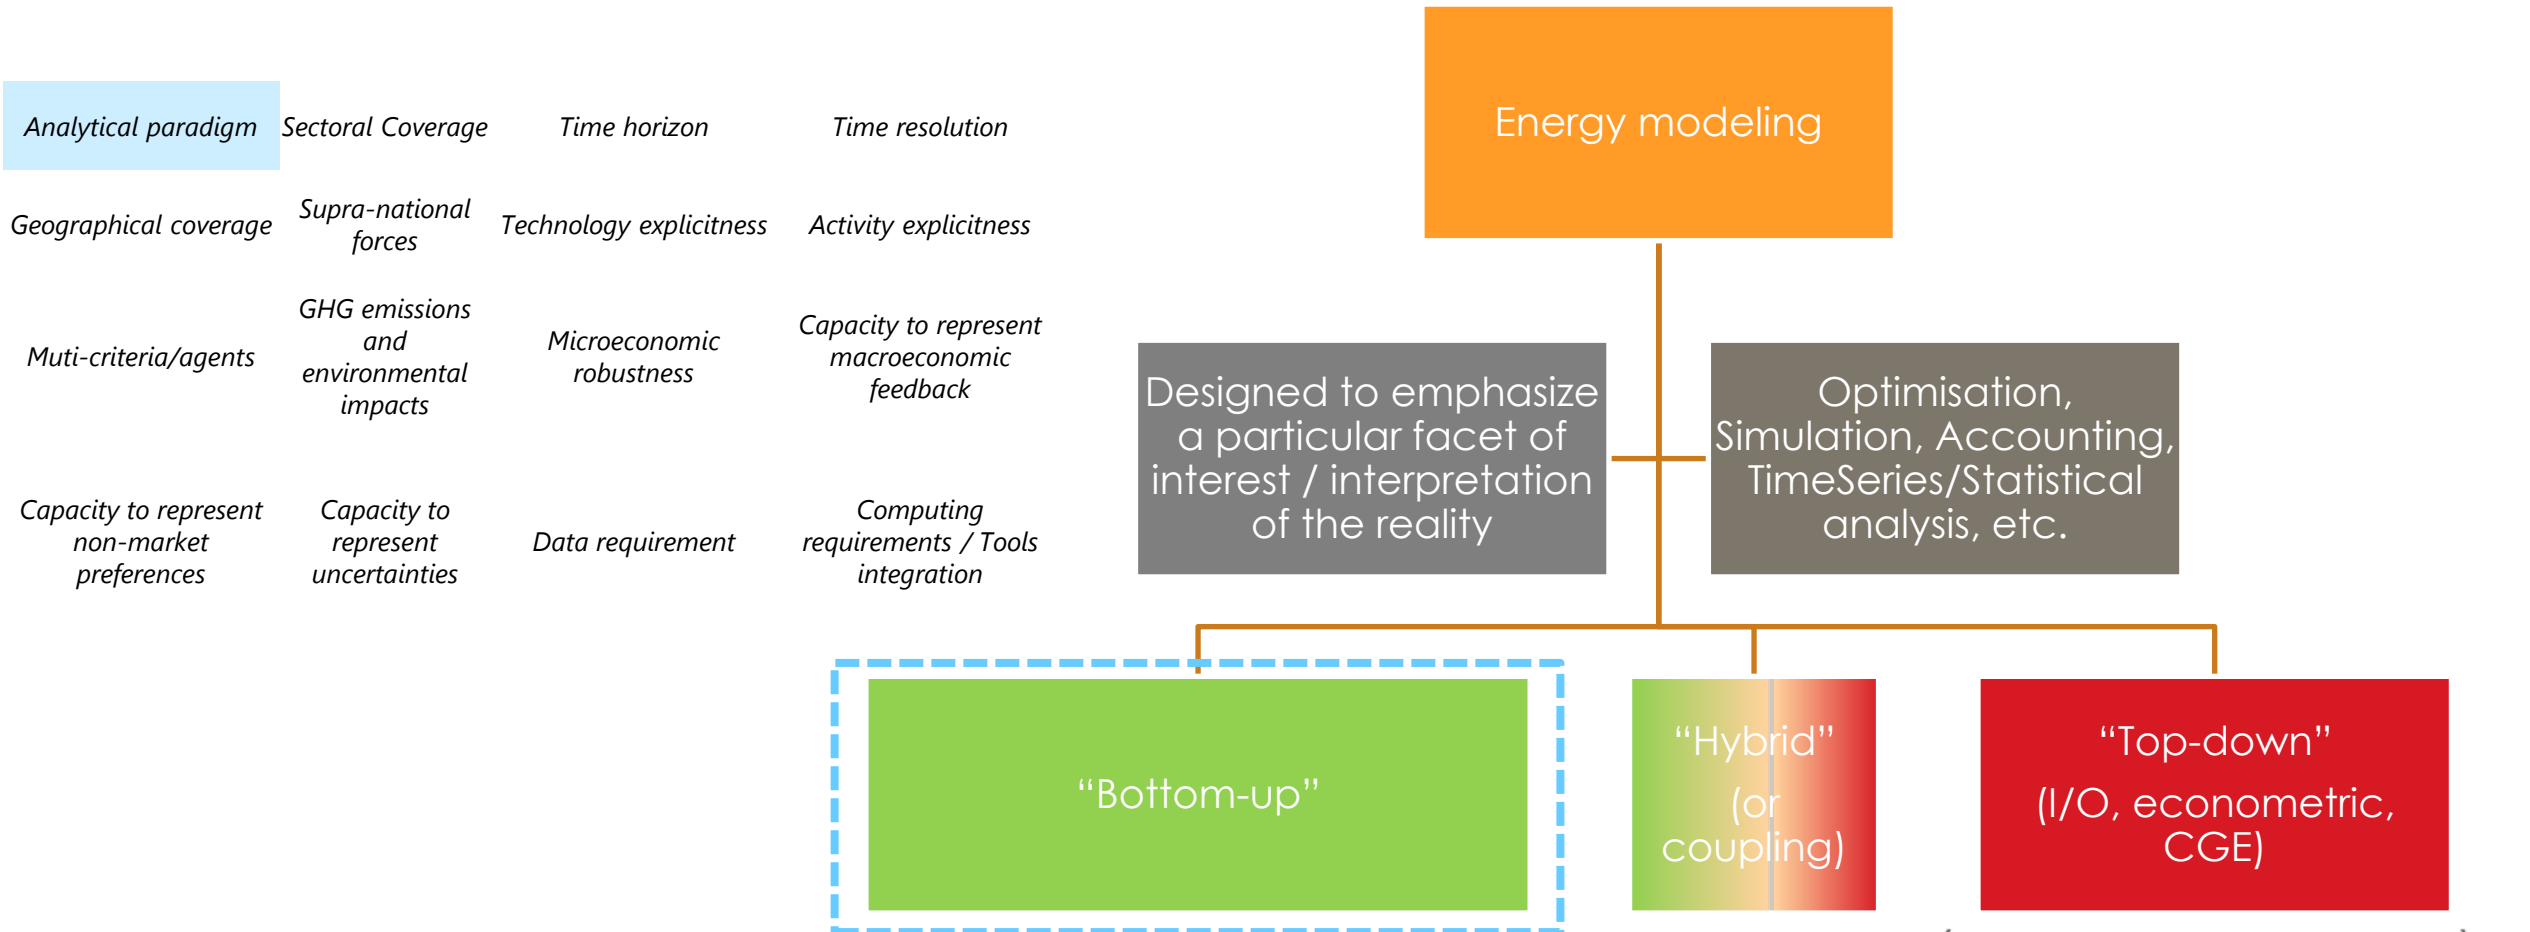 Analytical paradigm
Sectoral Coverage
Time horizon
Time resolution
Geographical coverage
Supra-national
forces
Technology explicitness
Activity explicitness
Muti-criteria/agents
GHG emissions
and
environmental
impacts
Microeconomic
robustness
Capacity to represent
macroeconomic
feedback
Capacity to represent
non-market
preferences
Capacity to
represent
uncertainties
Data requirement
Computing
requirements / Tools
integration
Energy modeling
Designed to emphasize
a particular facet of
interest / interpretation
of the reality
Optimisation,
Simulation, Accounting,
TimeSeries/Statistical
analysis, etc.
“Bottom-up”
“Hybrid”
(or
coupling)
“Top-down”
(I/O, econometric,
CGE)